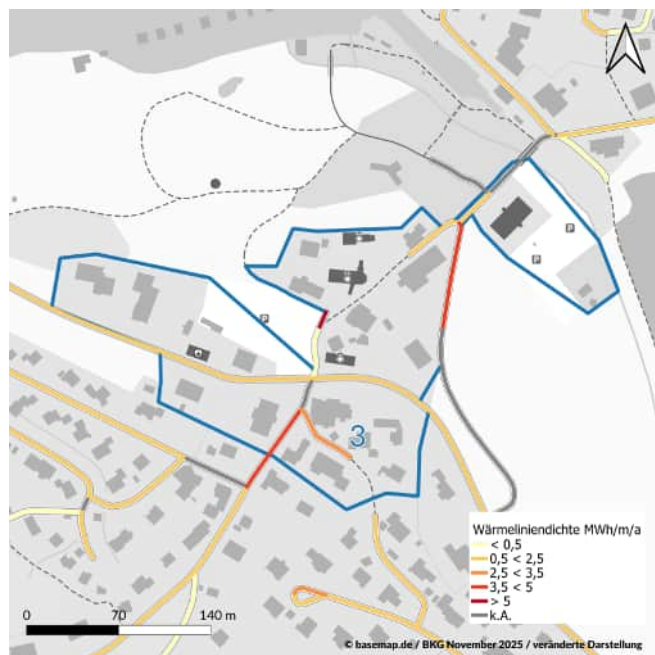 P
P
P
3
Wärmeliniendichte MWh/m/a
< 0,5
0,5 < 2,5
2,5 < 3,5
3,5 < 5
> 5
k.A.
0 70 140 m
© basemap.de / BKG November 2025 / veränderte Darstellung